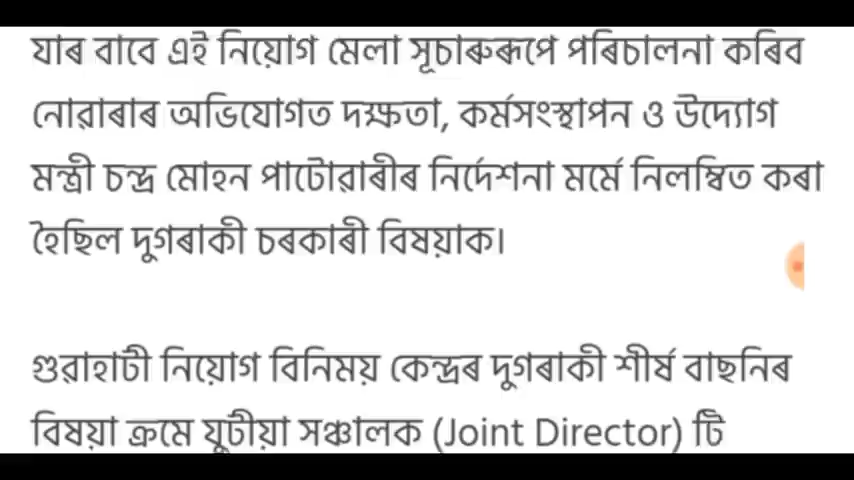 যাৰ বাবে এই নিয়োগ মেলা সূচাৰুৰূপে পৰিচালনা কৰিব
নোৱাৰাৰ অভিযোগত দক্ষতা, কৰ্মসংস্থাপন ও উদ্যোগ
মন্ত্ৰী চন্দ্ৰ মোহন পাটোৱাৰীৰ নিৰ্দেশনা মৰ্মে নিলম্বিত কৰা
হৈছিল দুগৰাকী চৰকাৰী বিষয়াক।
গুৱাহাটী নিয়োগ বিনিময় কেন্দ্ৰৰ দুগৰাকী শীৰ্ষ বাছনিৰ
বিষয়া ক্ৰমে যুটীয়া সঞ্চালক (Joint Director) টি